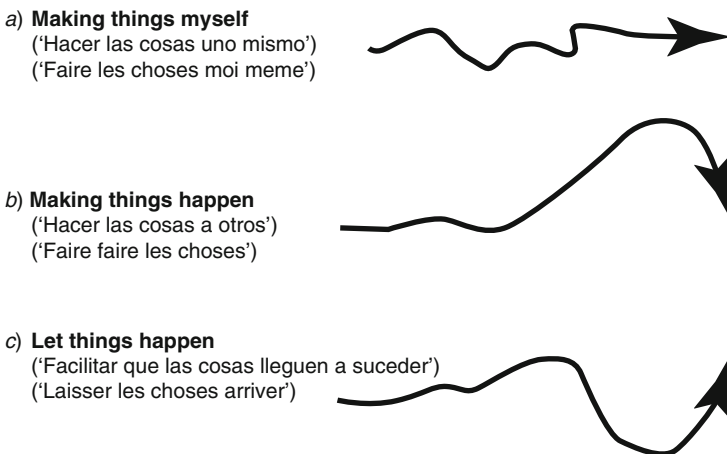 a) Making things myself
('Hacer las cosas uno mismo')
('Faire les choses moi meme')
b) Making things happen
('Hacer las cosas a otros')
('Faire faire les choses')
c) Let things happen
('Facilitar que las cosas lleguen a suceder')
('Laisser les choses arriver')